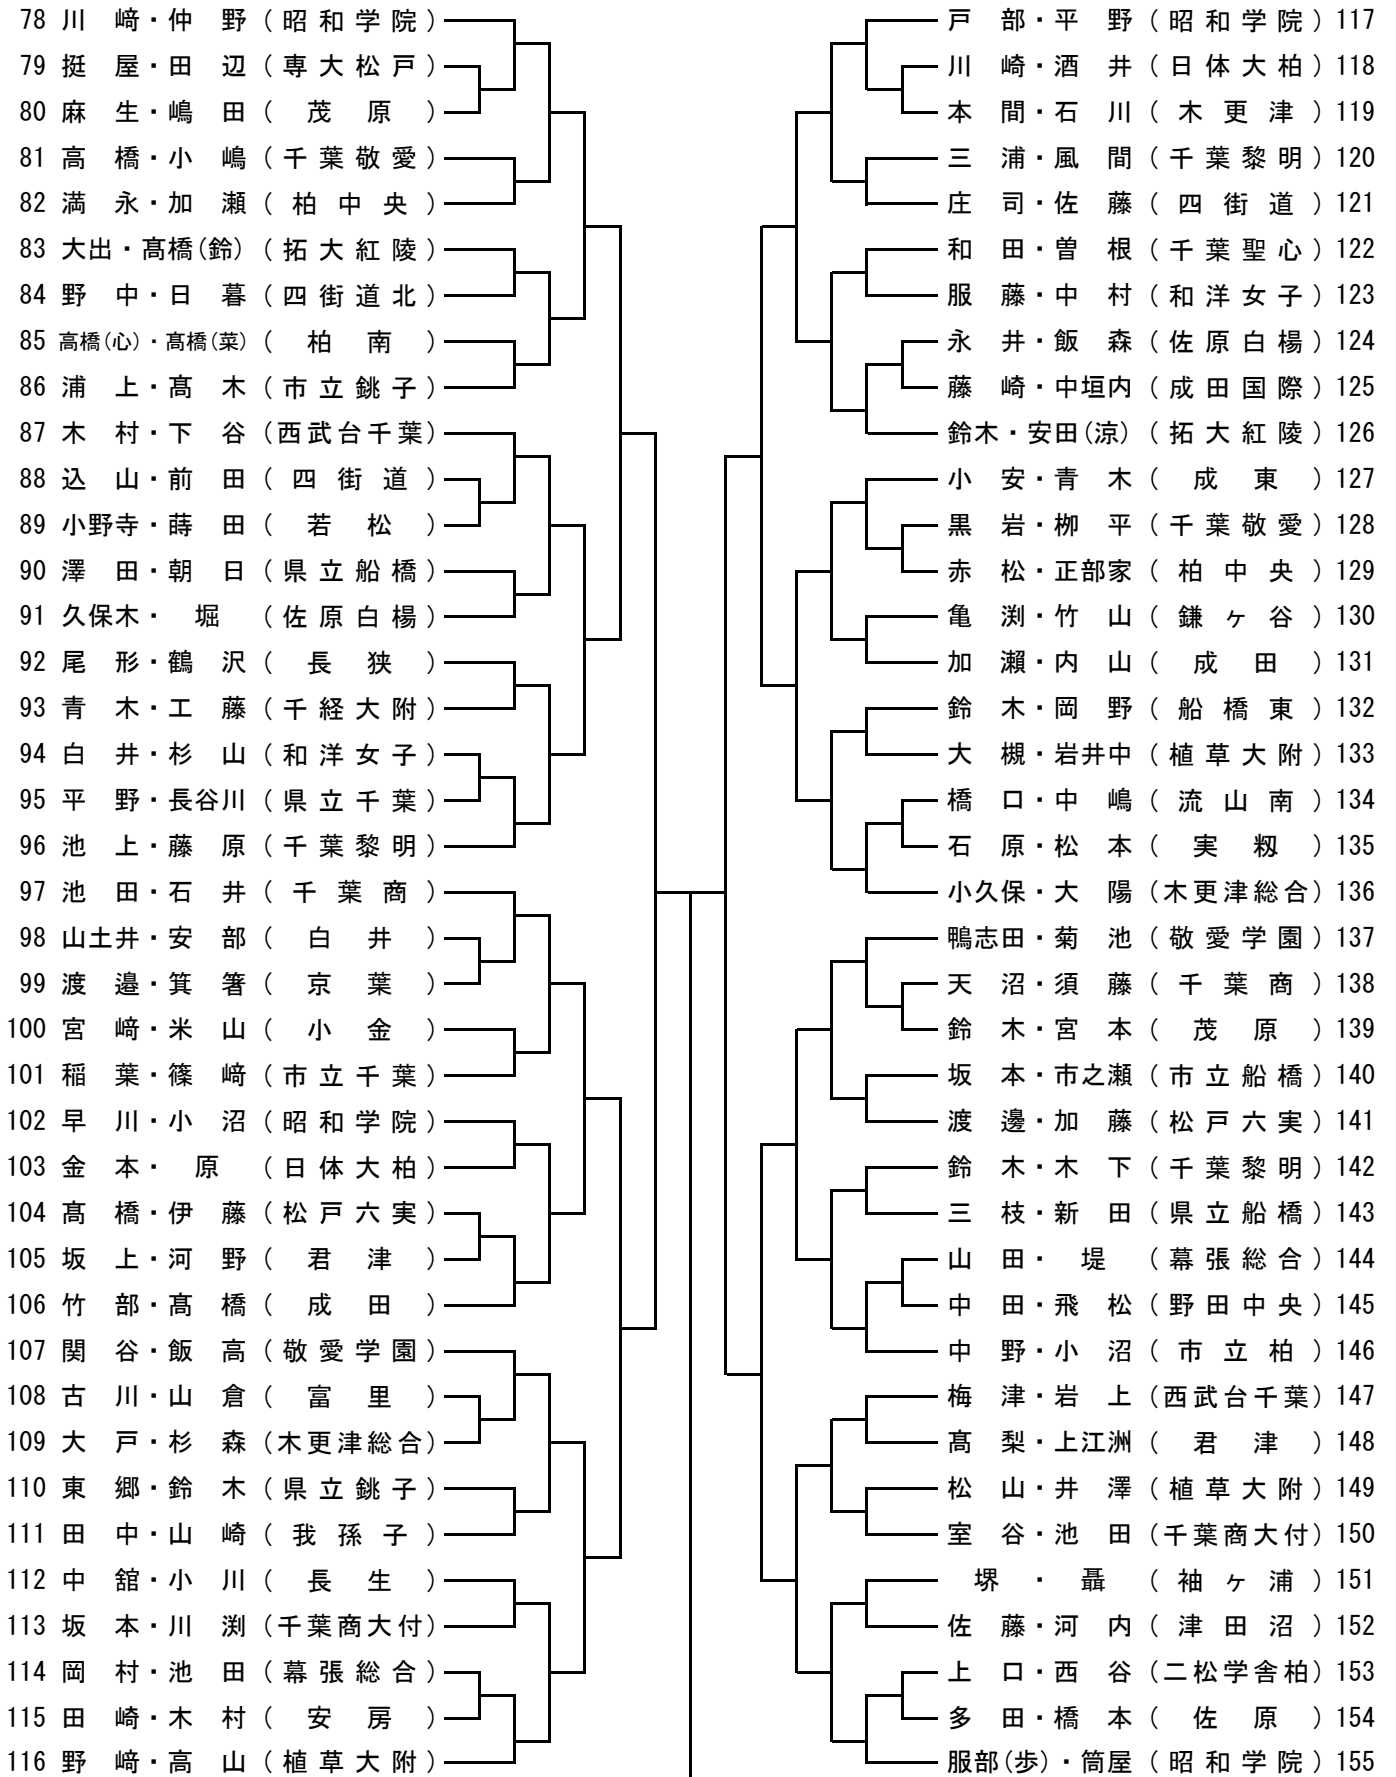 78 川 﨑・仲 野 (昭和学院)
79 挺 屋・田 辺 (専大松戸)
80 麻 生・嶋 田 (茂 原)
81 高 橋・小 嶋 (千葉敬愛)
82 満 永・加 瀬 (柏中央)
83 大出・髙橋(鈴) (拓大紅陵)
84 野 中・日 暮 (四街道北)
85 高橋(心)・髙橋(菜) (柏 南)
86 浦 上・髙 木 (市立銚子)
87 木 村・下 谷 (西武台千葉)
88 込 山・前 田 (四街道)
89 小野寺・蒔 田 (若 松)
90 澤 田・朝 日 (県立船橋)
91 久保木・ 堀 (佐原白楊)
92 尾 形・鶴 沢 (長 狭)
93 青 木・工 藤 (千経大附)
94 白 井・杉 山 (和洋女子)
95 平 野・長谷川 (県立千葉)
96 池 上・藤 原 (千葉黎明)
97 池 田・石 井 (千葉商)
98 山土井・安 部 (白 井)
99 渡 邉・箕 箸 (京 葉)
100 宮 﨑・米 山 (小 金)
101 稲 葉・篠 﨑 (市立千葉)
102 早 川・小 沼 (昭和学院)
103 金 本・ 原 (日体大柏)
104 髙 橋・伊 藤 (松戸六実)
105 坂 上・河 野 (君 津)
106 竹 部・髙 橋 (成 田)
107 関 谷・飯 高 (敬愛学園)
108 古 川・山 倉 (富 里)
109 大 戸・杉 森 (木更津総合)
110 東 郷・鈴 木 (県立銚子)
111 田 中・山 崎 (我孫子)
112 中 舘・小 川 (長 生)
113 坂 本・川 渕 (千葉商大付)
114 岡 村・池 田 (幕張総合)
115 田 崎・木 村 (安 房)
116 野 﨑・高 山 (植草大附)
戸 部・平 野 (昭和学院) 117
川 崎・酒 井 (日体大柏) 118
本 間・石 川 (木更津) 119
三 浦・風 間 (千葉黎明) 120
庄 司・佐 藤 (四街道) 121
和 田・曽 根 (千葉聖心) 122
服 藤・中 村 (和洋女子) 123
永 井・飯 森 (佐原白楊) 124
藤 崎・中垣内 (成田国際) 125
鈴木・安田(涼) (拓大紅陵) 126
小 安・青 木 (成 東) 127
黒 岩・栁 平 (千葉敬愛) 128
赤 松・正部家 (柏中央) 129
亀 渕・竹 山 (鎌ヶ谷) 130
加 瀬・内 山 (成 田) 131
鈴 木・岡 野 (船橋東) 132
大 槻・岩井中 (植草大附) 133
橋 口・中 嶋 (流山南) 134
石 原・松 本 (実 籾) 135
小久保・大 陽 (木更津総合) 136
鴨志田・菊 池 (敬愛学園) 137
天 沼・須 藤 (千葉商) 138
鈴 木・宮 本 (茂 原) 139
坂 本・市之瀬 (市立船橋) 140
渡 邊・加 藤 (松戸六実) 141
鈴 木・木 下 (千葉黎明) 142
三 枝・新 田 (県立船橋) 143
山 田・ 堤 (幕張総合) 144
中 田・飛 松 (野田中央) 145
中 野・小 沼 (市立柏) 146
梅 津・岩 上 (西武台千葉) 147
髙 梨・上江洲 (君 津) 148
松 山・井 澤 (植草大附) 149
室 谷・池 田 (千葉商大付) 150
堺 ・ 聶 (袖ヶ浦) 151
佐 藤・河 内 (津田沼) 152
上 口・西 谷 (二松学舎柏) 153
多 田・橋 本 (佐 原) 154
服部(歩)・筒屋 (昭和学院) 155